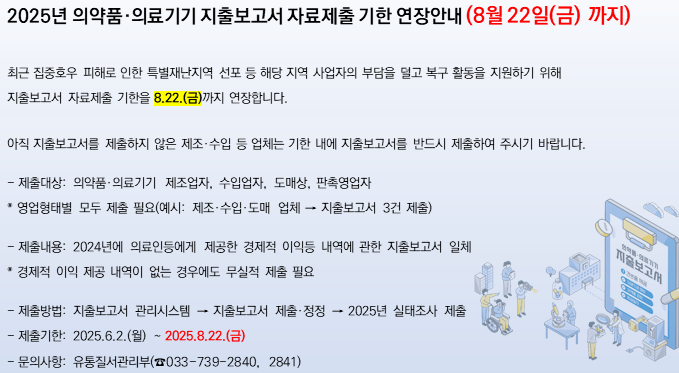 2025년 의약품·의료기기 지출보고서 자료제출 기한 연장안내 (8월 22일(금) 까지)
최근 집중호우 피해로 인한 특별재난지역 선포 등 해당 지역 사업자의 부담을 덜고 복구 활동을 지원하기 위해
지출보고서 자료제출 기한을 8.22.(금)까지 연장합니다.
아직 지출보고서를 제출하지 않은 제조·수입 등 업체는 기한 내에 지출보고서를 반드시 제출하여 주시기 바랍니다.
- 제출대상: 의약품·의료기기 제조업자, 수입업자, 도매상, 판촉영업자
* 영업형태별 모두 제출 필요(예시: 제조·수입·도매 업체 → 지출보고서 3건 제출)
- 제출내용: 2024년에 의료인등에게 제공한 경제적 이익등 내역에 관한 지출보고서 일체
* 경제적 이익 제공 내역이 없는 경우에도 무실적 제출 필요
- 제출방법: 지출보고서 관리시스템 → 지출보고서 제출·정정 → 2025년 실태조사 제출
- 제출기한: 2025.6.2.(월) ~ 2025.8.22.(금)
- 문의사항: 유통질서관리부(☎033-739-2840, 2841)
의약품·의료기기
지출보고서